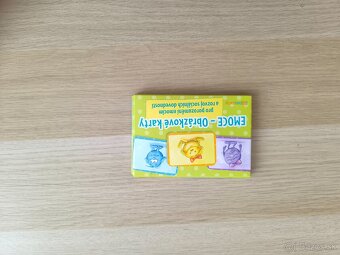 EMOCE – Obrázkové karty
pro porozumění emocím
a rozvoj sociálních dovedností